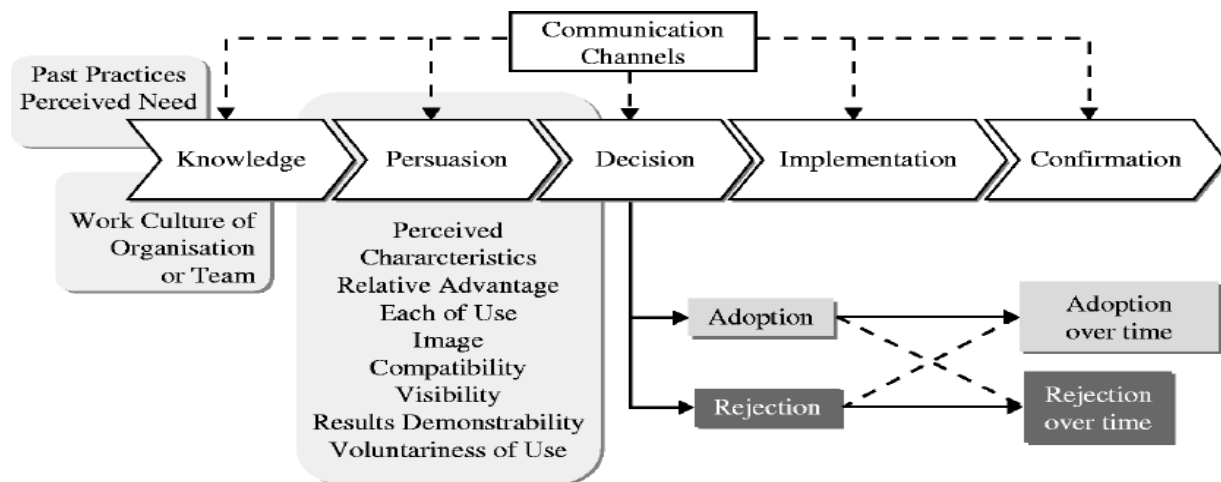 Communication
Channels
Past Practices
Perceived Need
Knowledge
Persuasion
Decision
Implementation
Confirmation
Work Culture of
Organisation
or Team
Perceived
Chararcteristics
Relative Advantage
Each of Use
Image
Compatibility
Visibility
Results Demonstrability
Voluntariness of Use
Adoption
Adoption
over time
Rejection
Rejection
over time